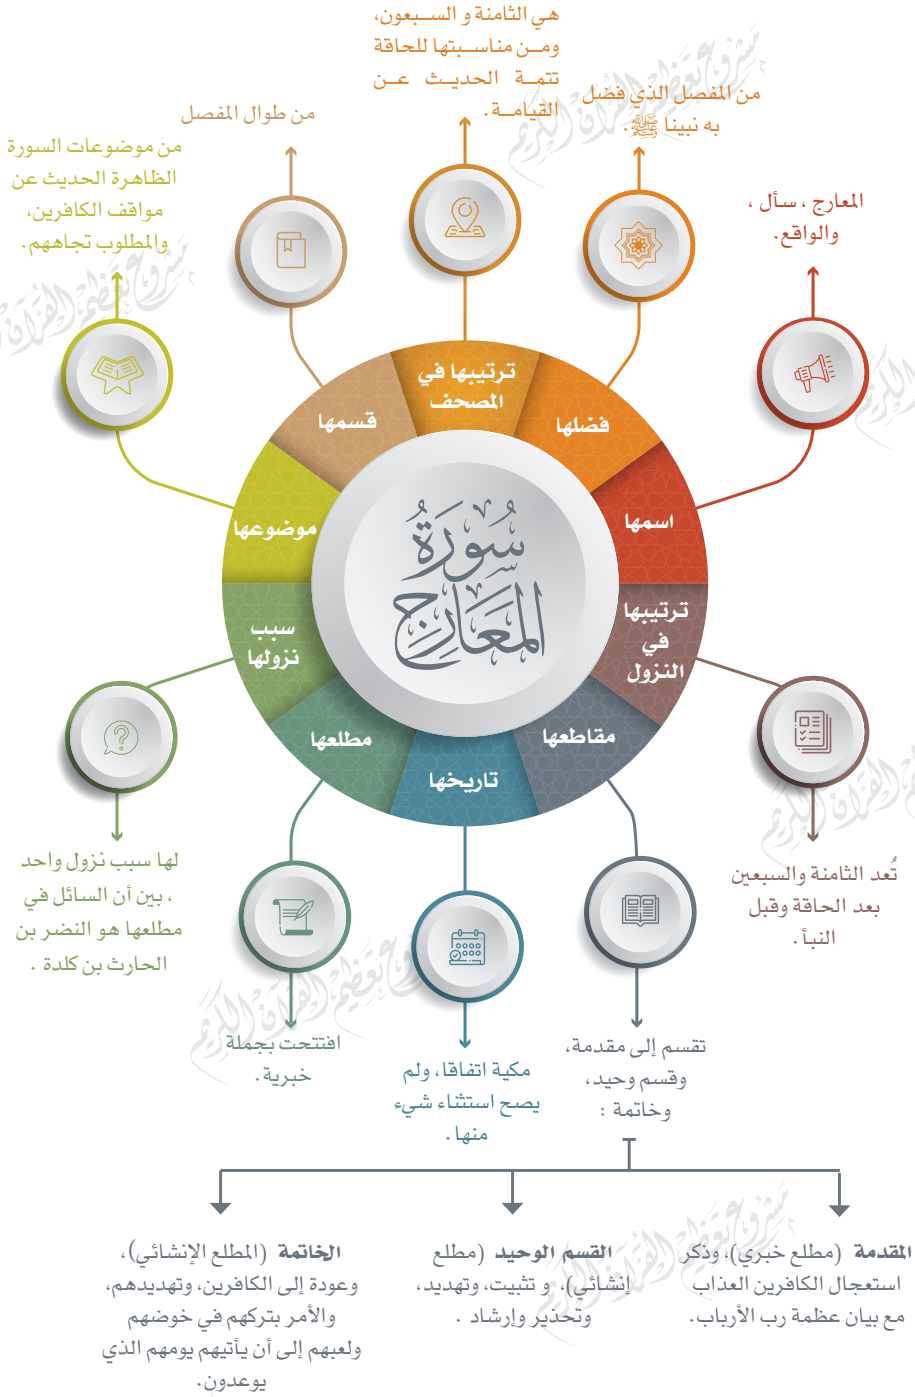 سُورَةُ
المَعَارِجِ
اسمها
المعارج ، سأل ،
والواقع.
فضلها
من المفصل الذي فضل
به نبينا ﷺ.
ترتيبها في
المصحف
هي الثامنة و السبعون،
ومن مناسبتها للحاقة
تتمة الحديث عن
القيامة.
قسمها
من طوال المفصل
موضوعها
من موضوعات السورة
الظاهرة الحديث عن
مواقف الكافرين،
والمطلوب تجاههم.
سبب
نزولها
لها سبب نزول واحد
، بين أن السائل في
مطلعها هو النضر بن
الحارث بن كلدة .
مطلعها
افتتحت بجملة
خبرية.
تاريخها
مكية اتفاقا، ولم
يصح استثناء شيء
منها.
مقاطعها
تقسم إلى مقدمة،
وقسم وحيد،
وخاتمة :
ترتيبها
في
النزول
تُعد الثامنة والسبعين
بعد الحاقة وقبل
النبأ.
المقدمة (مطلع خبري)، وذكر
استعجال الكافرين العذاب
مع بيان عظمة رب الأرباب.
القسم الوحيد (مطلع
إنشائي)، و تثبيت، وتهديد،
وتحذير وإرشاد .
الخاتمة (المطلع الإنشائي)،
وعودة إلى الكافرين، وتهديدهم،
والأمر بتركهم في خوضهم
ولعبهم إلى أن يأتيهم يومهم الذي
يوعدون.
مشروع تعظيم القرآن الكريم